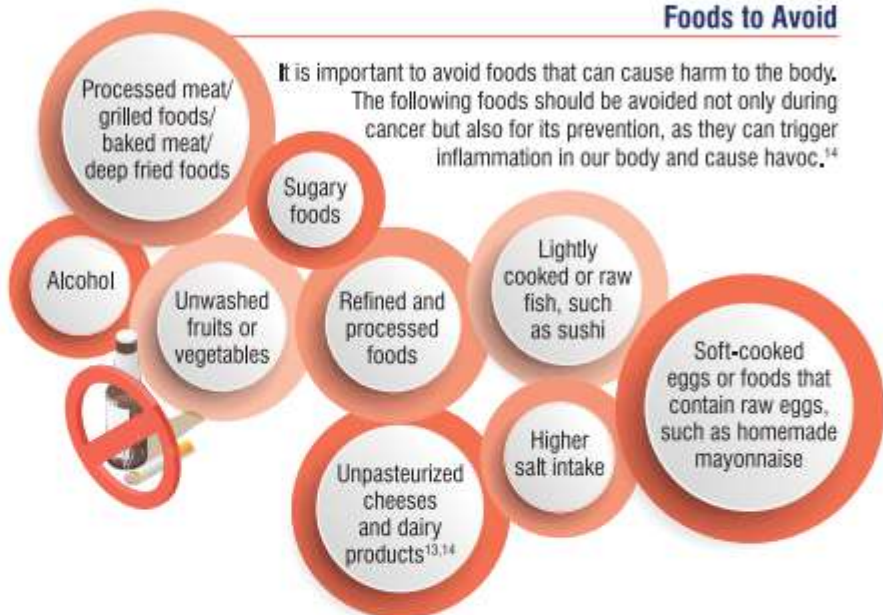 Foods to Avoid
It is important to avoid foods that can cause harm to the body.
The following foods should be avoided not only during
cancer but also for its prevention, as they can trigger
inflammation in our body and cause havoc.14
Processed meat/
grilled foods/
baked meat/
deep fried foods
Sugary
foods
Alcohol
Unwashed
fruits or
vegetables
Refined and
processed
foods
Lightly
cooked or raw
fish, such
as sushi
Soft-cooked
eggs or foods that
contain raw eggs,
such as homemade
mayonnaise
Higher
salt intake
Unpasteurized
cheeses
and dairy
products13,14